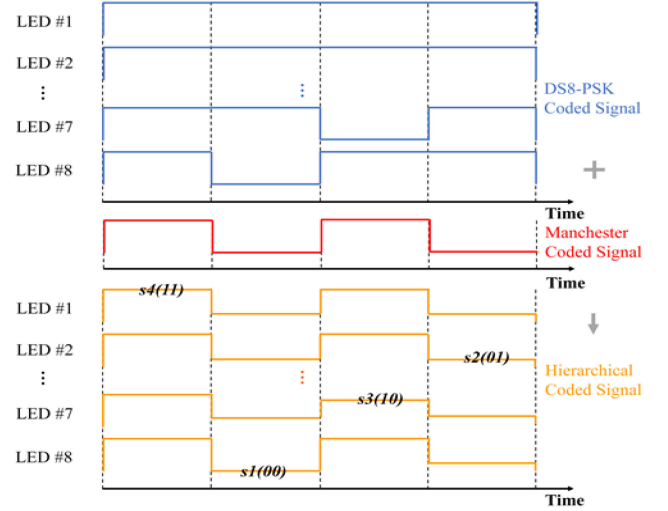 LED #1
LED #2
⋮
⋮
DS8-PSK
Coded Signal
LED #7
LED #8
Time
Manchester
Coded Signal
Time
s4(11)
LED #1
LED #2
s2(01)
⋮
⋮
Hierarchical
Coded Signal
s3(10)
LED #7
LED #8
s1(00)
Time